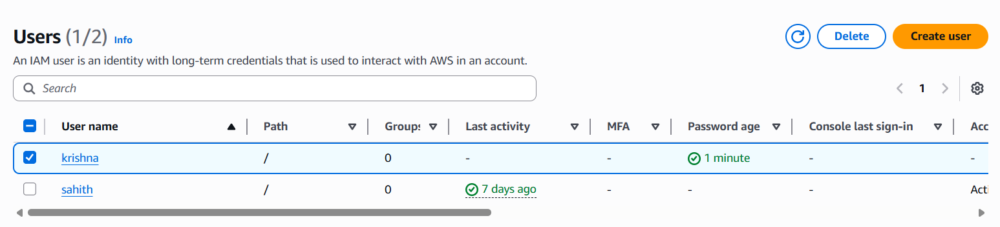 Users (1/2) Info
Delete
Create user
An IAM user is an identity with long-term credentials that is used to interact with AWS in an account.
Search
1
User name Path Groups Last activity MFA Password age Console last sign-in Acc
krishna / 0 - - 1 minute - -
sahith / 0 7 days ago - - - Acti